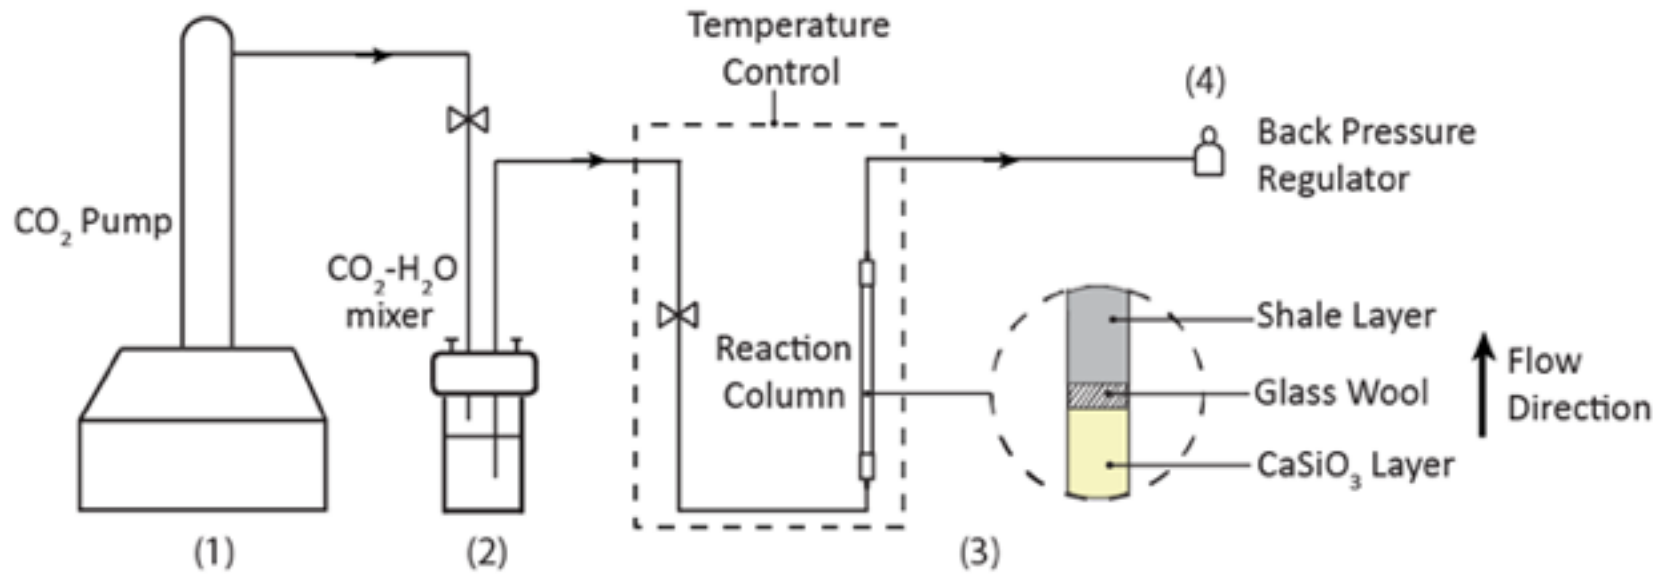 Temperature
Control
(4)
Back Pressure
Regulator
CO₂ Pump
CO₂-H₂O
mixer
Reaction
Column
Shale Layer
Glass Wool
CaSiO₃ Layer
Flow
Direction
(1)
(2)
(3)